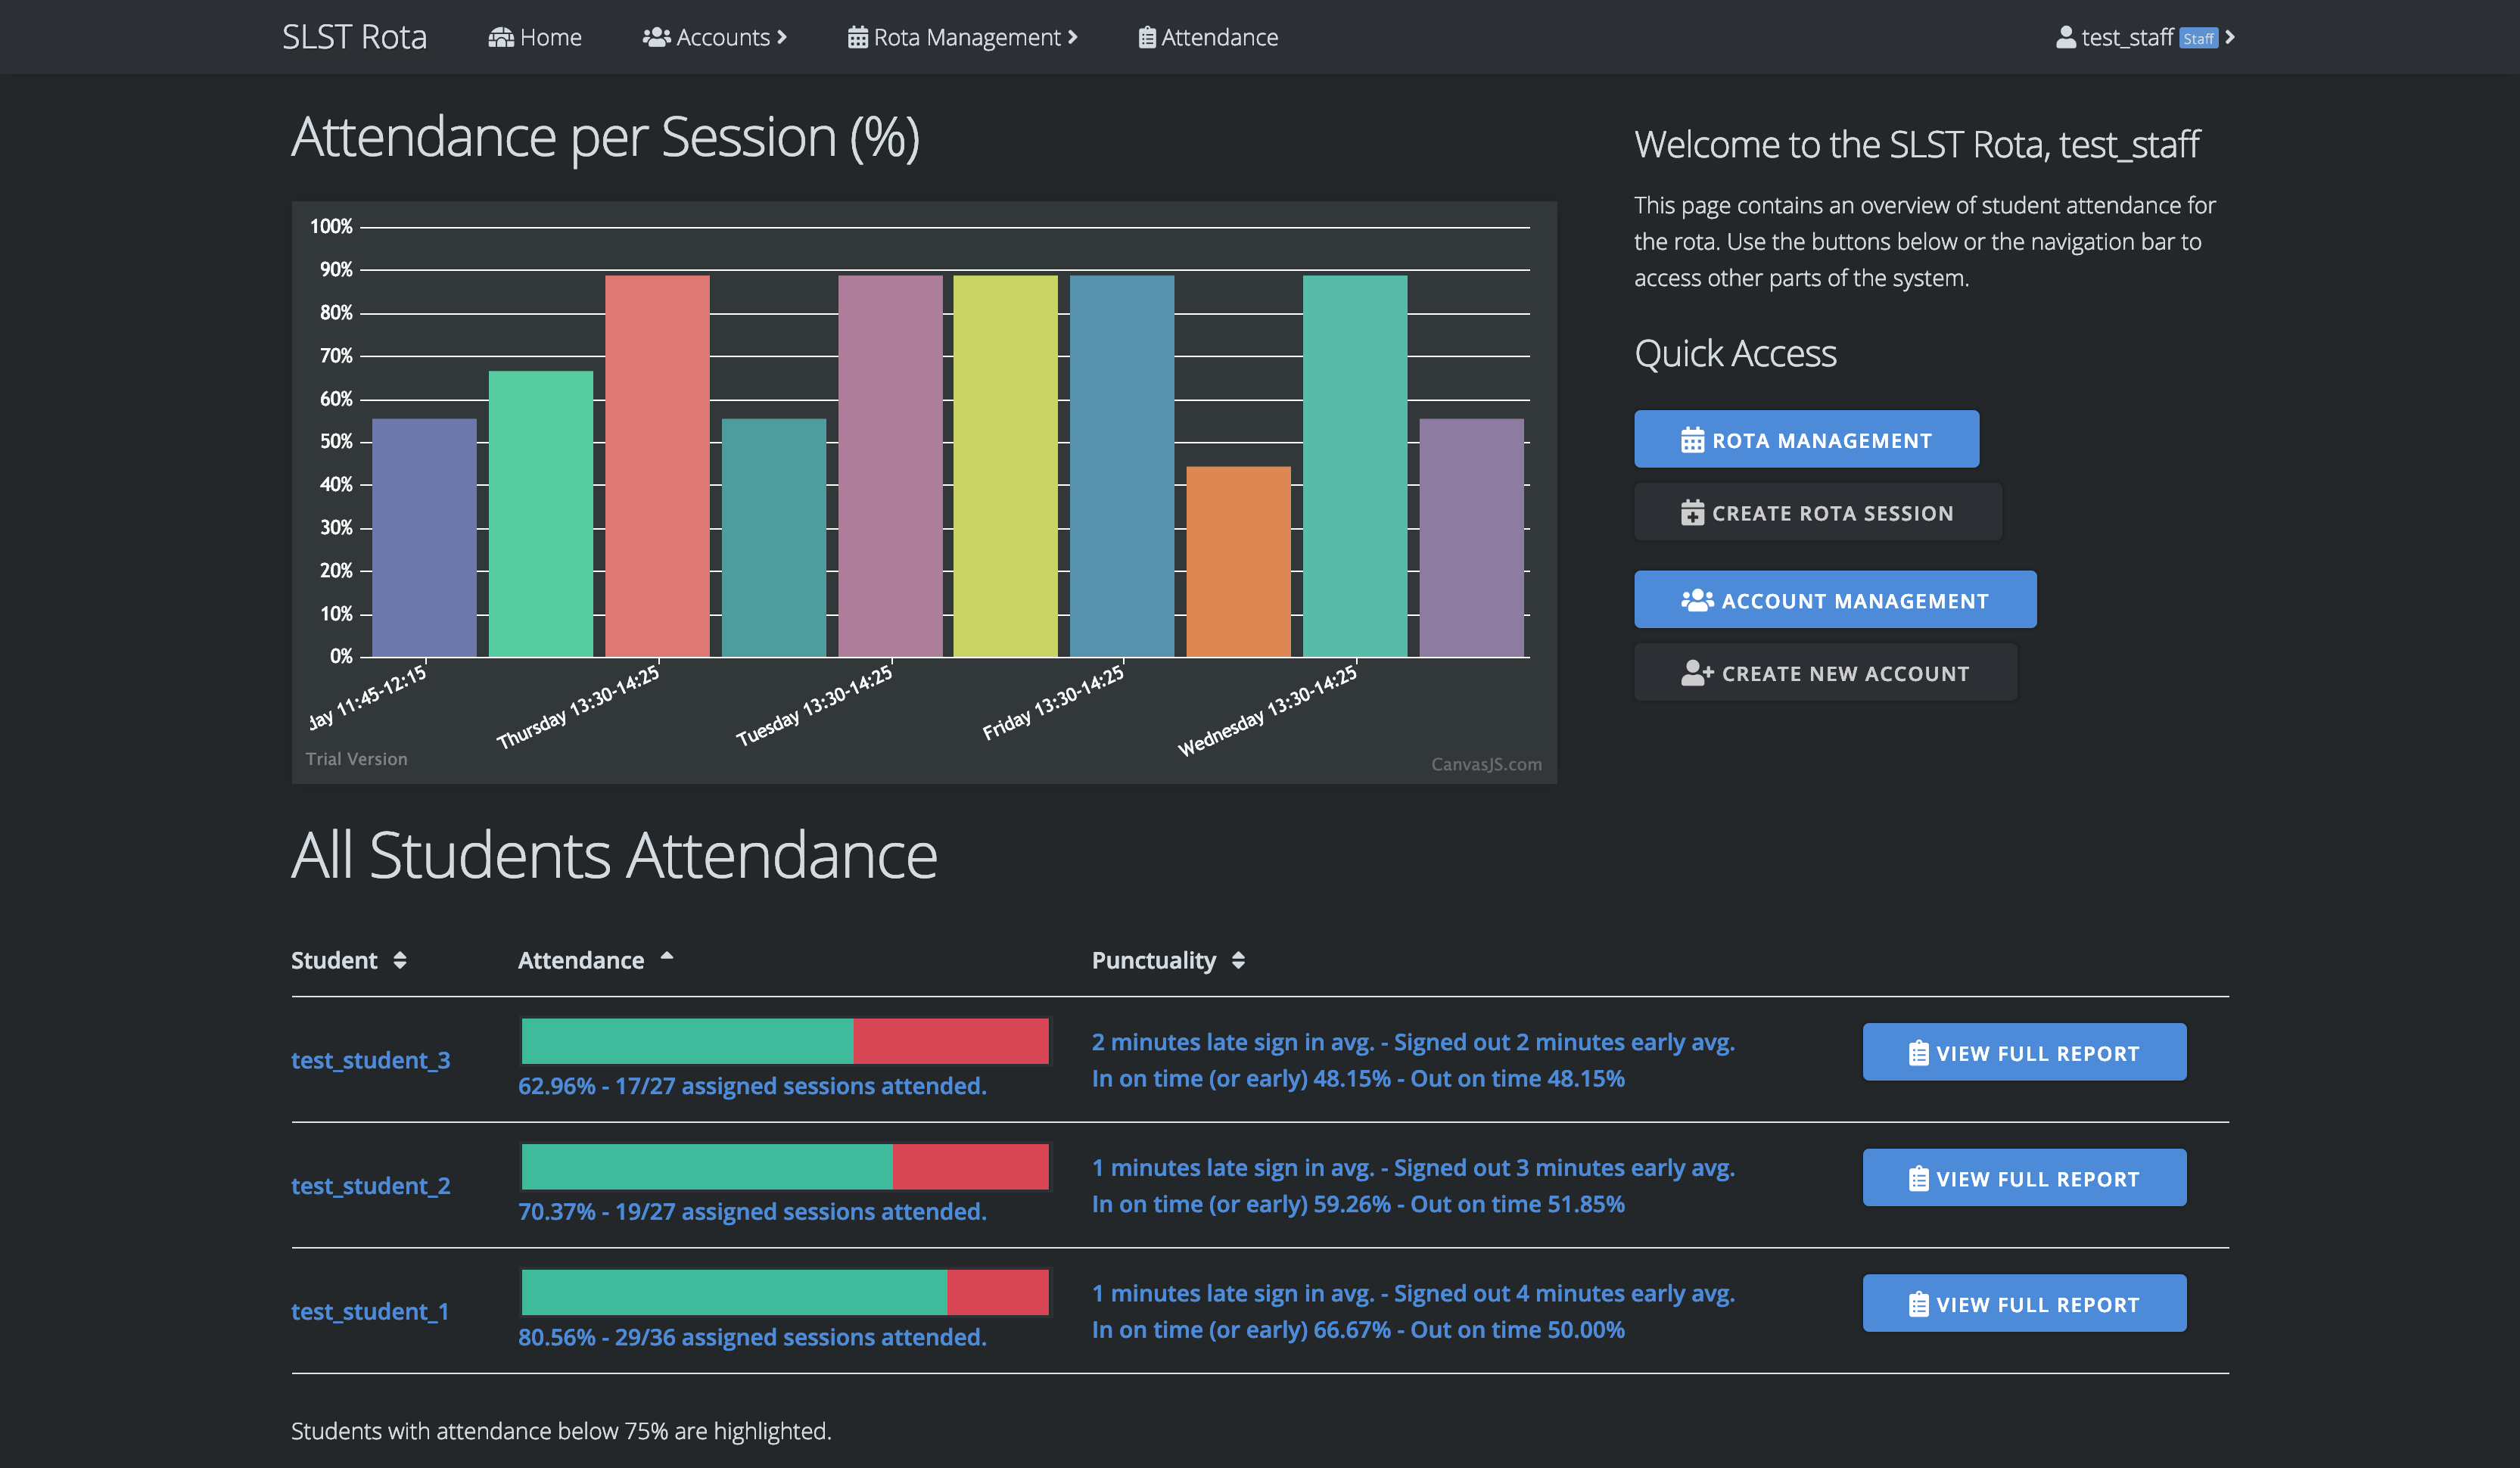 SLST Rota
Home
Accounts
Rota Management
Attendance
test_staff Staff
Attendance per Session (%)
100%
90%
80%
70%
60%
50%
40%
30%
20%
10%
0%
day 11:45-12:15
Thursday 13:30-14:25
Tuesday 13:30-14:25
Friday 13:30-14:25
Wednesday 13:30-14:25
Trial Version
CanvasJS.com
Welcome to the SLST Rota, test_staff
This page contains an overview of student attendance for
the rota. Use the buttons below or the navigation bar to
access other parts of the system.
Quick Access
ROTA MANAGEMENT
CREATE ROTA SESSION
ACCOUNT MANAGEMENT
CREATE NEW ACCOUNT
All Students Attendance
Student
Attendance
Punctuality
test_student_3
62.96% - 17/27 assigned sessions attended.
2 minutes late sign in avg. - Signed out 2 minutes early avg.
In on time (or early) 48.15% - Out on time 48.15%
VIEW FULL REPORT
test_student_2
70.37% - 19/27 assigned sessions attended.
1 minutes late sign in avg. - Signed out 3 minutes early avg.
In on time (or early) 59.26% - Out on time 51.85%
VIEW FULL REPORT
test_student_1
80.56% - 29/36 assigned sessions attended.
1 minutes late sign in avg. - Signed out 4 minutes early avg.
In on time (or early) 66.67% - Out on time 50.00%
VIEW FULL REPORT
Students with attendance below 75% are highlighted.